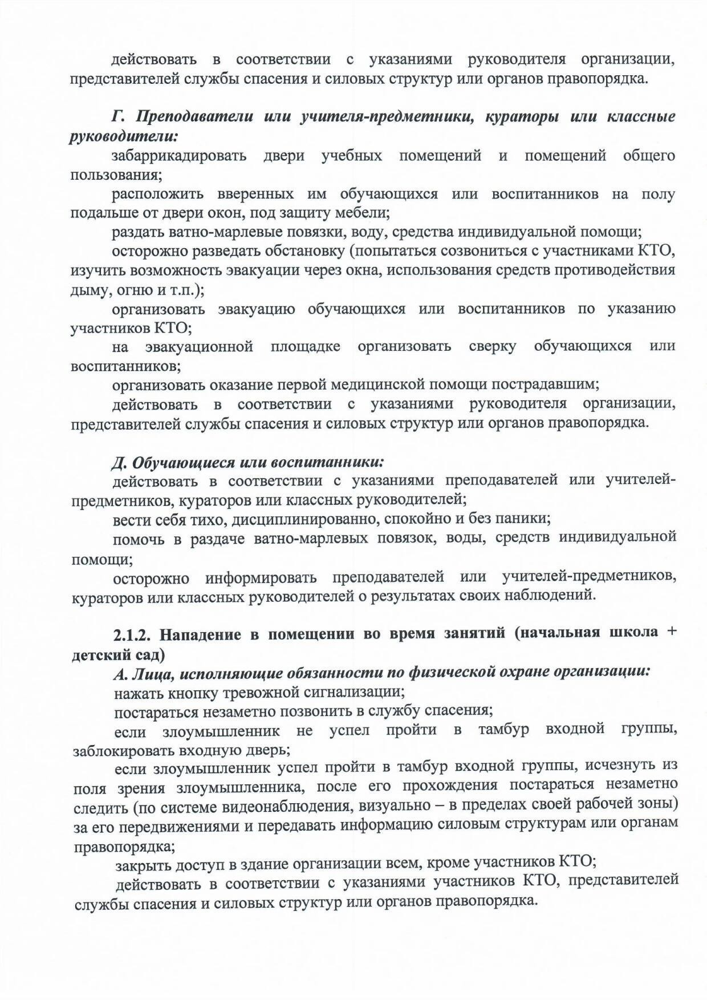 действовать в соответствии с указаниями руководителя организации,
представителей службы спасения и силовых структур или органов правопорядка.
Г. Преподаватели или учителя-предметники, кураторы или классные
руководители:
забаррикадировать двери учебных помещений и помещений общего
пользования;
расположить вверенных им обучающихся или воспитанников на полу
подальше от двери окон, под защиту мебели;
раздать ватно-марлевые повязки, воду, средства индивидуальной помощи;
осторожно разведать обстановку (попытаться созвониться с участниками КТО,
изучить возможность эвакуации через окна, использования средств противодействия
дыму, огню и т.п.);
организовать эвакуацию обучающихся или воспитанников по указанию
участников КТО;
на эвакуационной площадке организовать сверку обучающихся или
воспитанников;
организовать оказание первой медицинской помощи пострадавшим;
действовать в соответствии с указаниями руководителя организации,
представителей службы спасения и силовых структур или органов правопорядка.
Д. Обучающиеся или воспитанники:
действовать в соответствии с указаниями преподавателей или учителей-
предметников, кураторов или классных руководителей;
вести себя тихо, дисциплинированно, спокойно и без паники;
помочь в раздаче ватно-марлевых повязок, воды, средств индивидуальной
помощи;
осторожно информировать преподавателей или учителей-предметников,
кураторов или классных руководителей о результатах своих наблюдений.
2.1.2. Нападение в помещении во время занятий (начальная школа +
детский сад)
А. Лица, исполняющие обязанности по физической охране организации:
нажать кнопку тревожной сигнализации;
постараться незаметно позвонить в службу спасения;
если злоумышленник не успел пройти в тамбур входной группы,
заблокировать входную дверь;
если злоумышленник успел пройти в тамбур входной группы, исчезнуть из
поля зрения злоумышленника, после его прохождения постараться незаметно
следить (по системе видеонаблюдения, визуально – в пределах своей рабочей зоны)
за его передвижениями и передавать информацию силовым структурам или органам
правопорядка;
закрыть доступ в здание организации всем, кроме участников КТО;
действовать в соответствии с указаниями участников КТО, представителей
службы спасения и силовых структур или органов правопорядка.